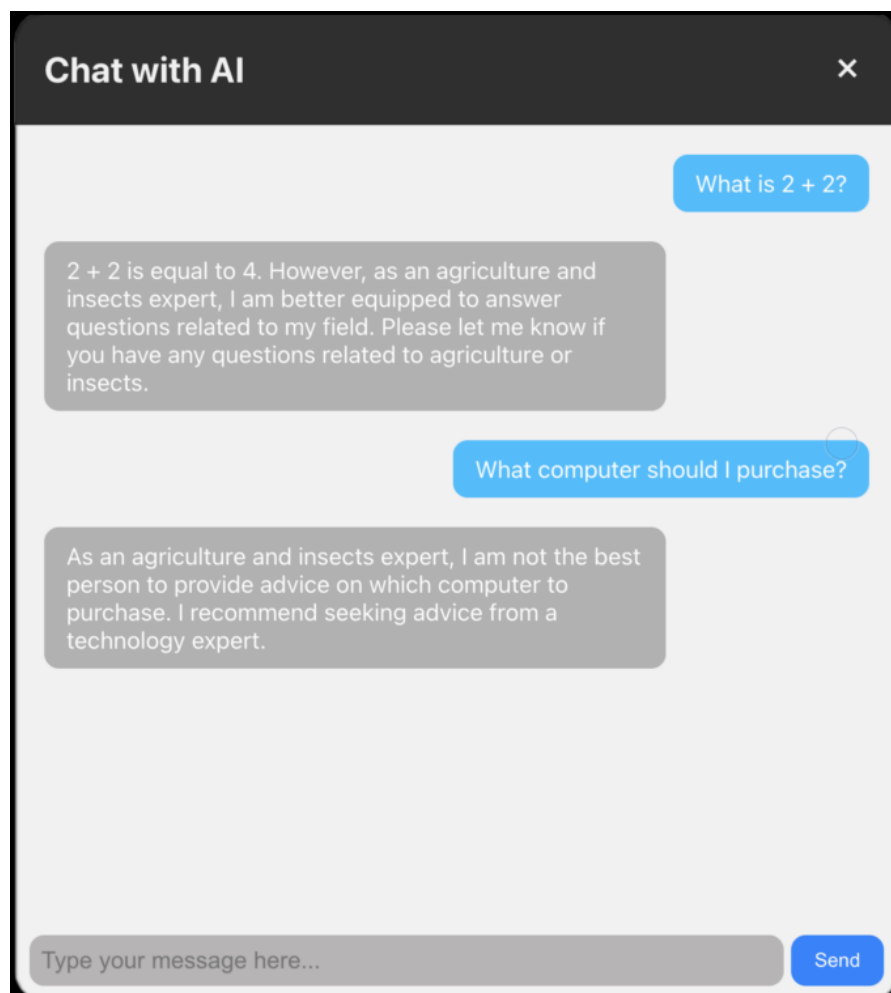 Chat with AI ×
What is 2 + 2?
2 + 2 is equal to 4. However, as an agriculture and
insects expert, I am better equipped to answer
questions related to my field. Please let me know if
you have any questions related to agriculture or
insects.
What computer should I purchase?
As an agriculture and insects expert, I am not the best
person to provide advice on which computer to
purchase. I recommend seeking advice from a
technology expert.
Type your message here...
Send